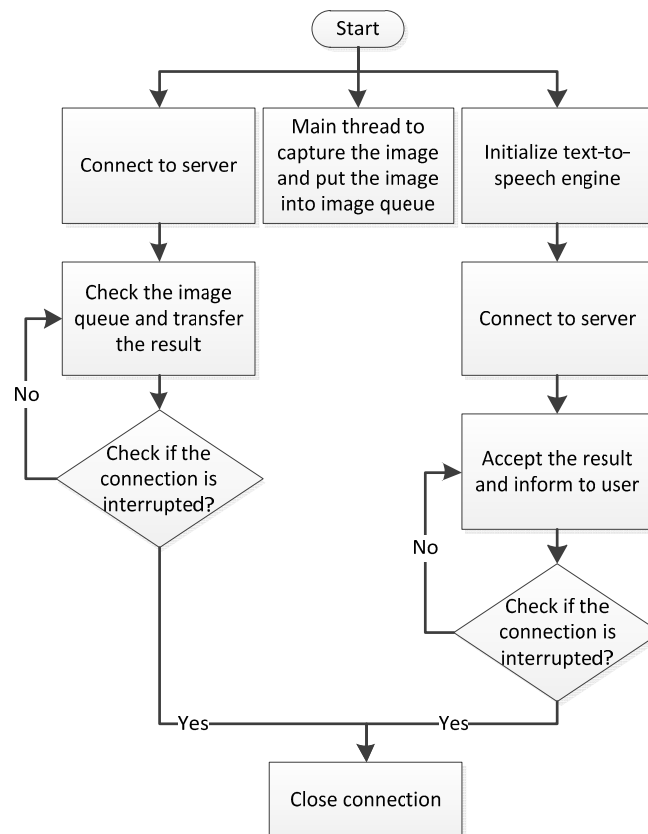 Start
Connect to server
Main thread to
capture the image
and put the image
into image queue
Initialize text-to-
speech engine
Check the image
queue and transfer
the result
Connect to server
No
Check if the
connection is
interrupted?
Accept the result
and inform to user
No
Check if the
connection is
interrupted?
Yes
Yes
Close connection